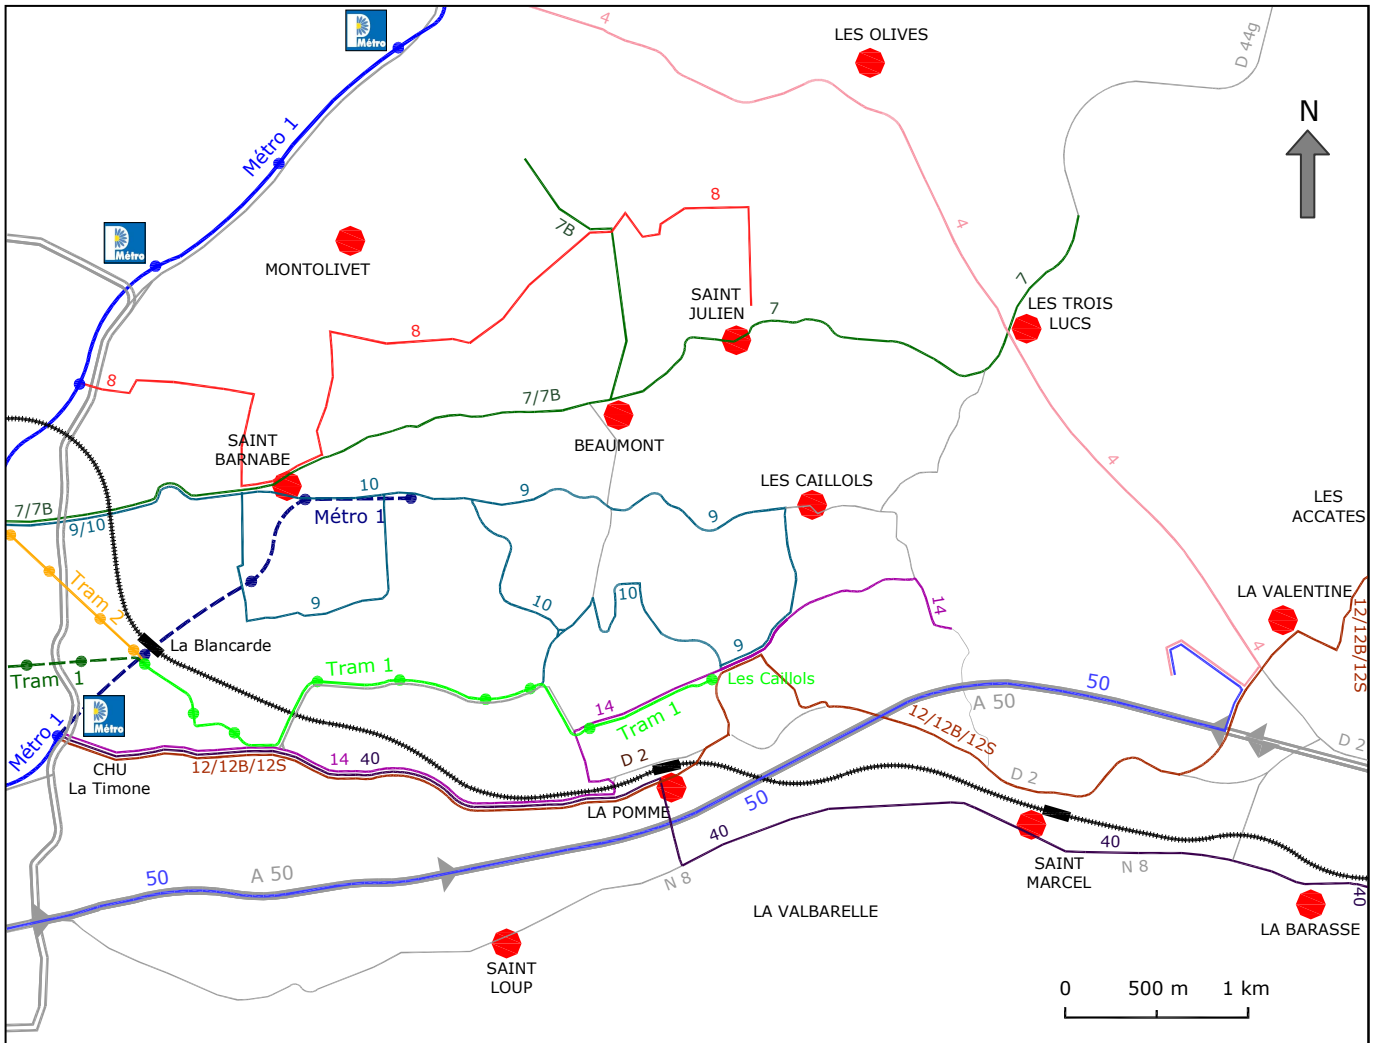 Métro
4
LES OLIVES
D 44g
Métro 1
N
8
7B
Métro
MONTOLIVET
4
7
SAINT
JULIEN
7
LES TROIS
LUCS
8
8
7/7B
SAINT
BARNABE
BEAUMONT
4
10
9
LES CAILLOLS
LES
ACCATES
7/7B
9/10
Métro 1
9
Tram 2
9
10
10
14
LA VALENTINE
12/12B/12S
La Blancarde
9
4
Tram 1
Tram 1
Les Caillols
50
Métro
14
Tram 1
A 50
12/12B/12S
Métro 1
D 2
D 2
14
40
12/12B/12S
CHU
La Timone
D 2
LA POMME
50
40
40
SAINT
MARCEL
N 8
50
A 50
N 8
40
LA VALBARELLE
LA BARASSE
SAINT
LOUP
0
500 m
1 km